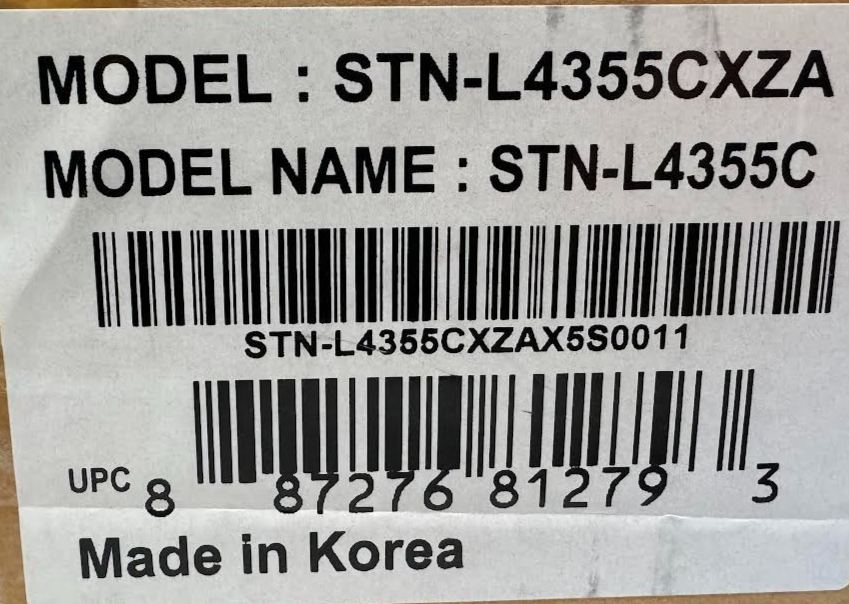 MODEL : STN-L4355CXZA
MODEL NAME : STN-L4355C
STN-L4355CXZAX5S0011
UPC 8 87276 81279 3
Made in Korea